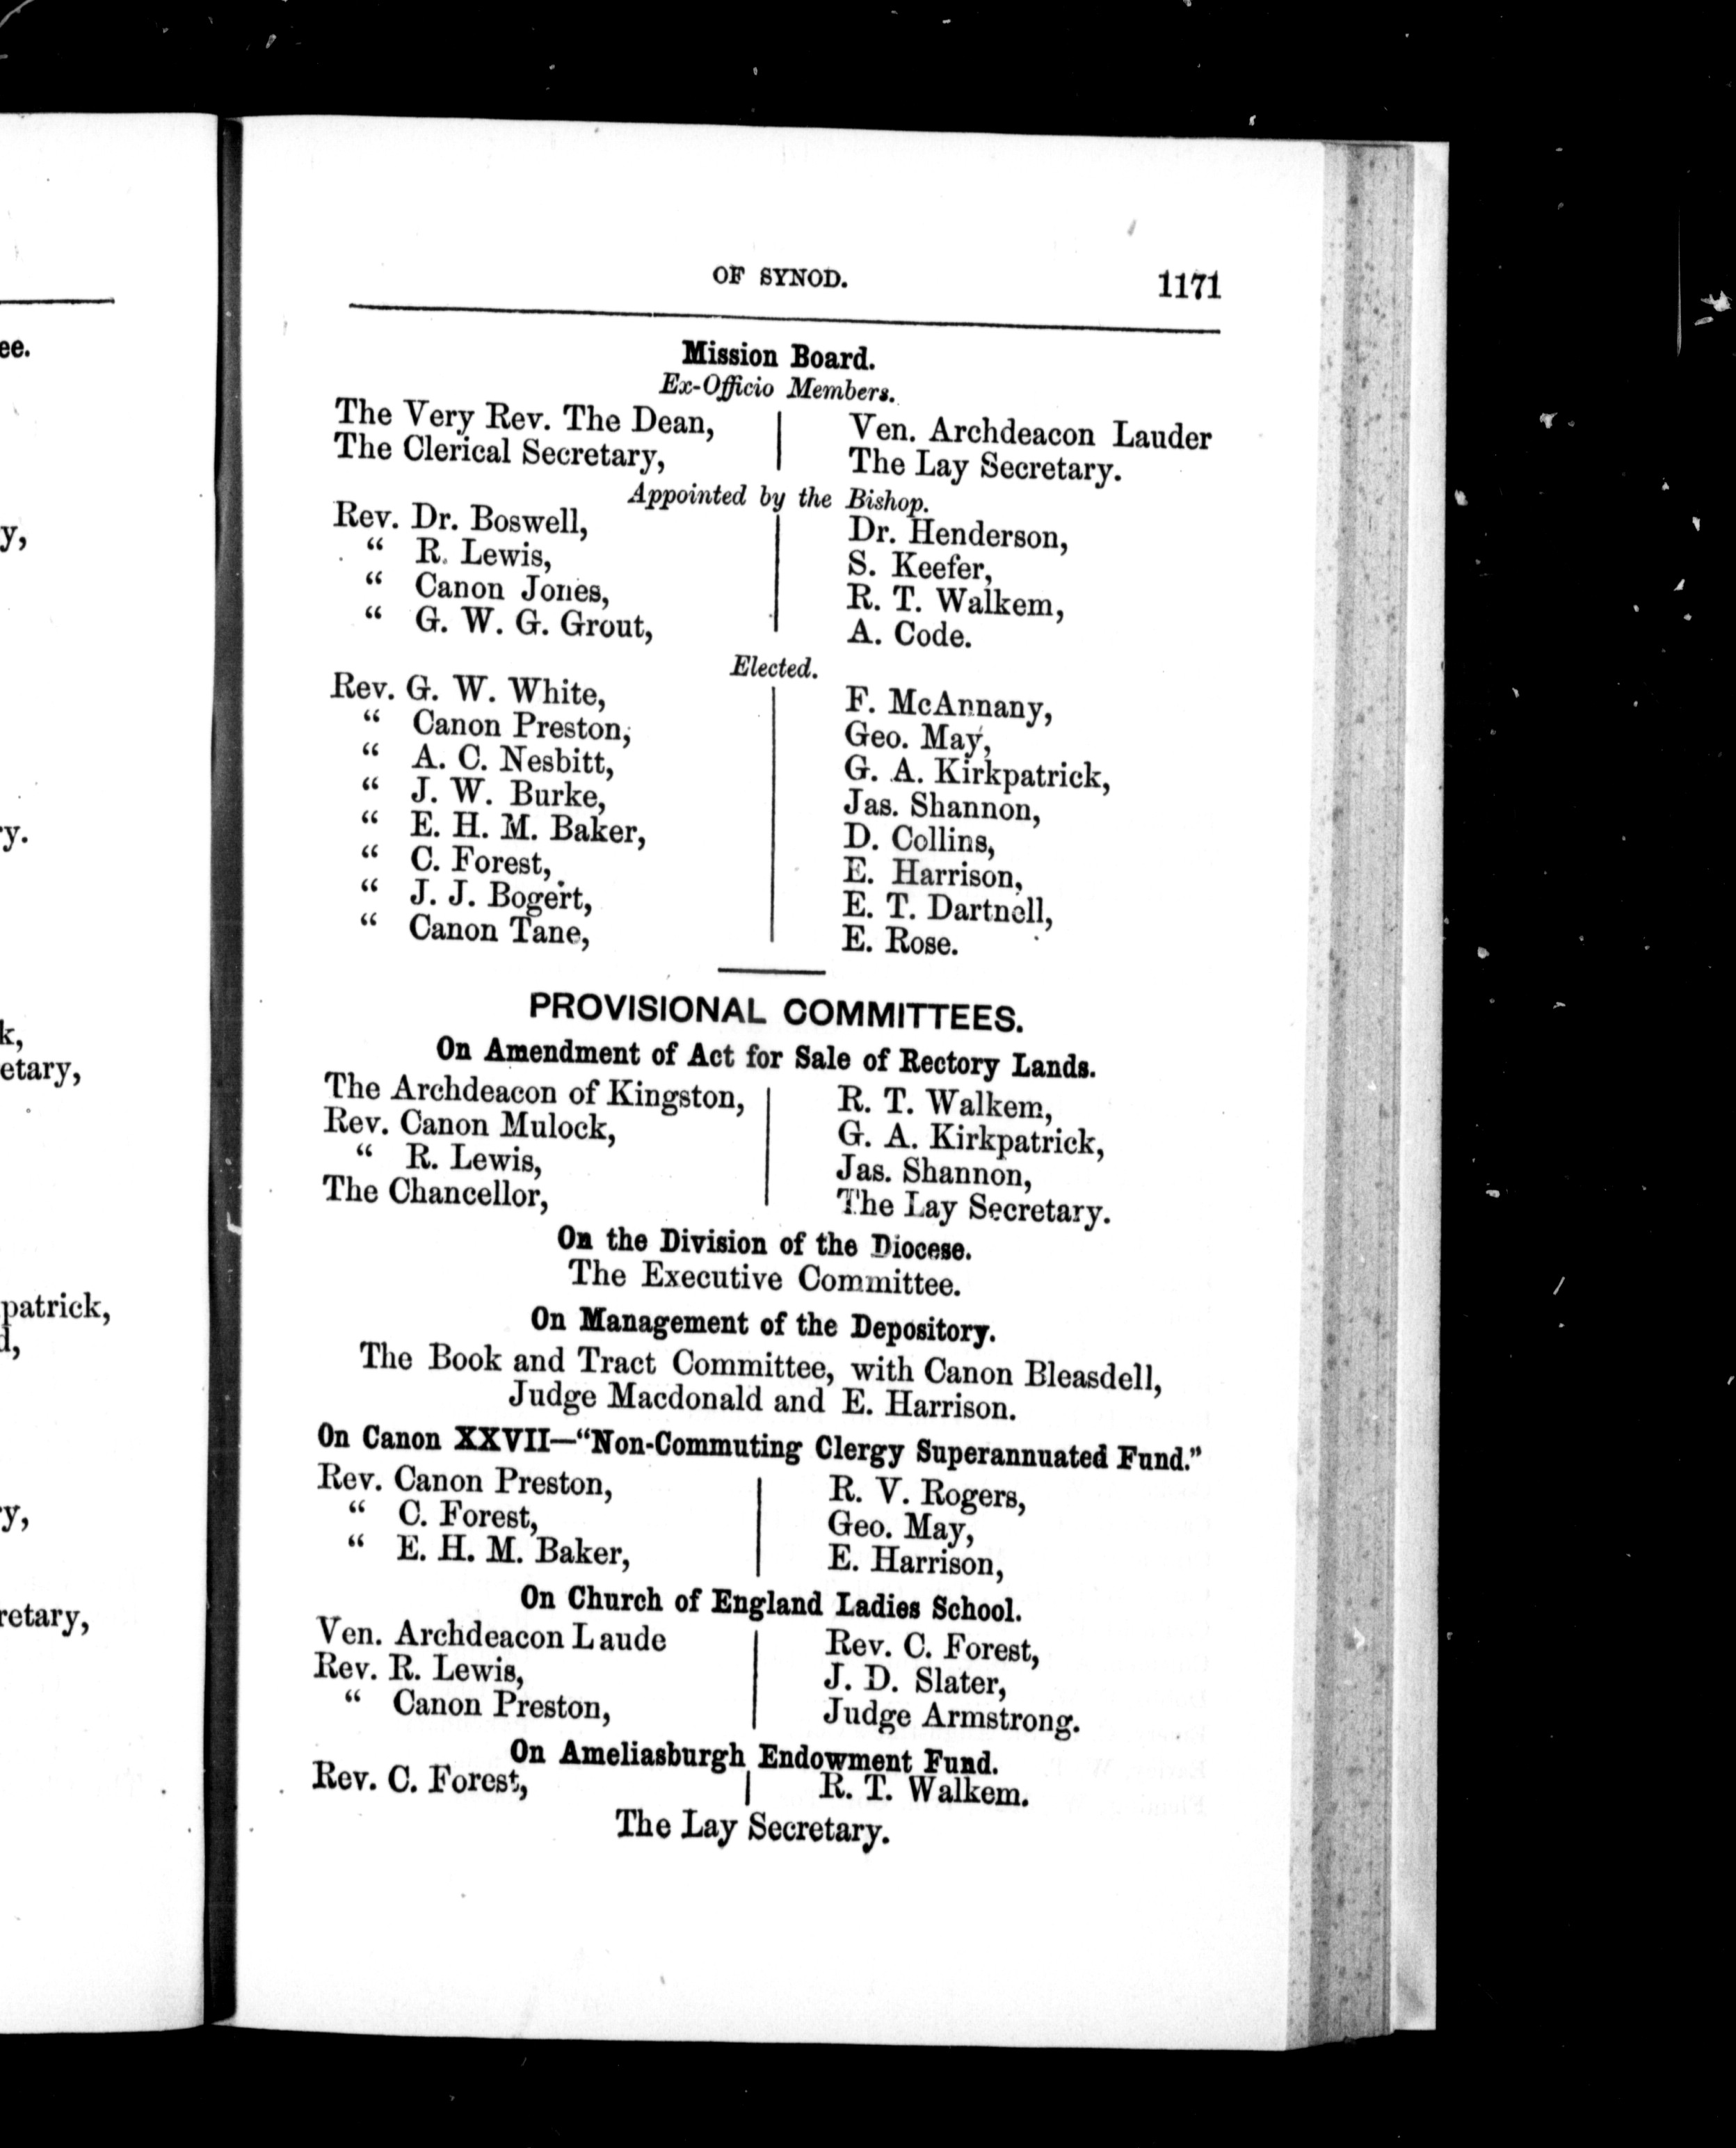 ee.
y,
ry.
k,
etary,
patrick,
d,
ry,
retary,
OF SYNOD. 1171
Mission Board.
Ex-Officio Members.
The Very Rev. The Dean, Ven. Archdeacon Lauder
The Clerical Secretary, The Lay Secretary.
Appointed by the Bishop.
Rev. Dr. Boswell, Dr. Henderson,
“ R. Lewis, S. Keefer,
“ Canon Jones, R. T. Walkem,
“ G. W. G. Grout, A. Code.
Elected.
Rev. G. W. White, F. McAnnany,
“ Canon Preston, Geo. May,
“ A. C. Nesbitt, G. A. Kirkpatrick,
“ J. W. Burke, Jas. Shannon,
“ E. H. M. Baker, D. Collins,
“ C. Forest, E. Harrison,
“ J. J. Bogert, E. T. Dartnell,
“ Canon Tane, E. Rose.
PROVISIONAL COMMITTEES.
On Amendment of Act for Sale of Rectory Lands.
The Archdeacon of Kingston, R. T. Walkem,
Rev. Canon Mulock, G. A. Kirkpatrick,
“ R. Lewis, Jas. Shannon,
The Chancellor, The Lay Secretary.
On the Division of the Diocese.
The Executive Committee.
On Management of the Depository.
The Book and Tract Committee, with Canon Bleasdell,
Judge Macdonald and E. Harrison.
On Canon XXVII—“Non-Commuting Clergy Superannuated Fund.”
Rev. Canon Preston, R. V. Rogers,
“ C. Forest, Geo. May,
“ E. H. M. Baker, E. Harrison,
On Church of England Ladies School.
Ven. Archdeacon Laude Rev. C. Forest,
Rev. R. Lewis, J. D. Slater,
“ Canon Preston, Judge Armstrong.
On Ameliasburgh Endowment Fund.
Rev. C. Forest, R. T. Walkem.
The Lay Secretary.